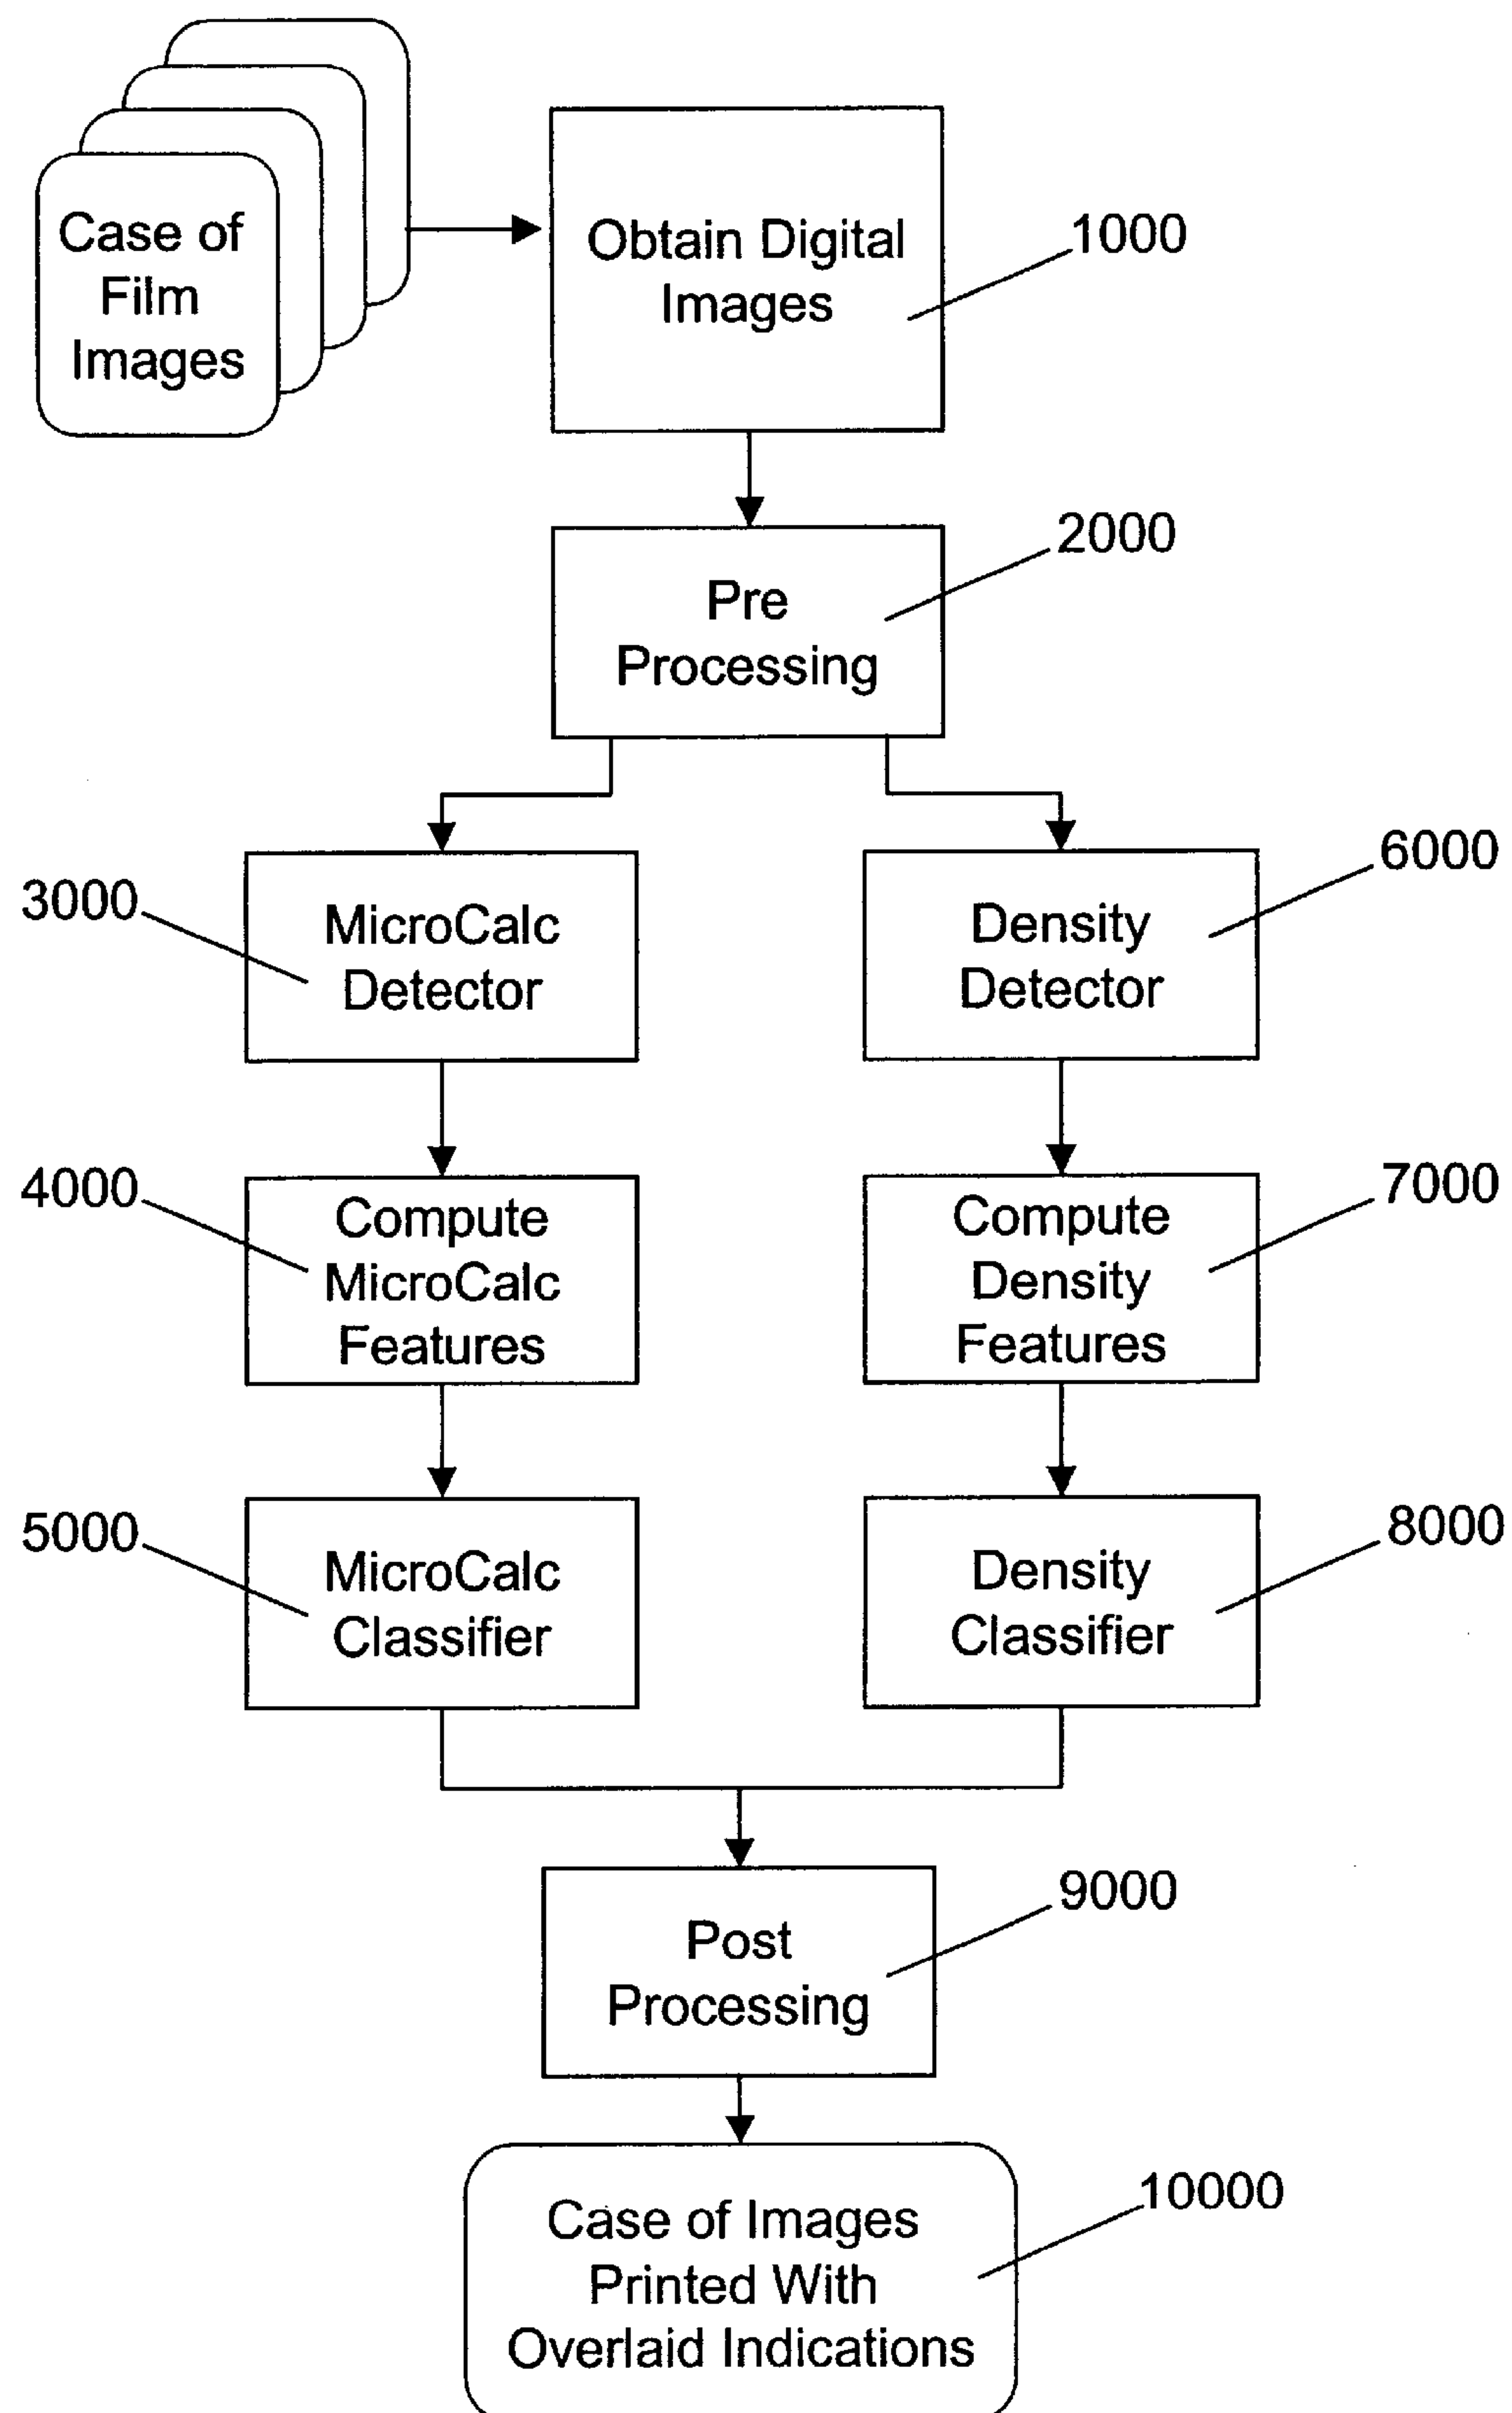 Case of
Film
Images
Obtain Digital
Images
1000
Pre
Processing
2000
3000
MicroCalc
Detector
Density
Detector
6000
4000
Compute
MicroCalc
Features
Compute
Density
Features
7000
5000
MicroCalc
Classifier
Density
Classifier
8000
Post
Processing
9000
Case of Images
Printed With
Overlaid Indications
10000